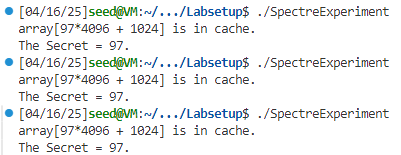 [04/16/25]seed@VM:~/.../Labsetup$ ./SpectreExperiment
array[97*4096 + 1024] is in cache.
The Secret = 97.
[04/16/25]seed@VM:~/.../Labsetup$ ./SpectreExperiment
array[97*4096 + 1024] is in cache.
The Secret = 97.
[04/16/25]seed@VM:~/.../Labsetup$ ./SpectreExperiment
array[97*4096 + 1024] is in cache.
The Secret = 97.